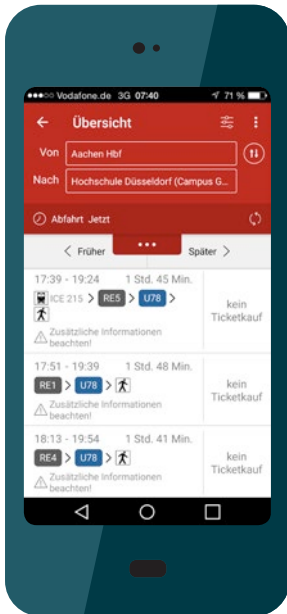 Vodafone.de 3G 07:40 71 %
Übersicht
Von Aachen Hbf
Nach Hochschule Düsseldorf (Campus G...
Abfahrt Jetzt
< Früher ••• Später >
17:39 - 19:24 1 Std. 45 Min.
ICE 215 > RE5 > U78 >
kein
Ticketkauf
Zusätzliche Informationen
beachten!
17:51 - 19:39 1 Std. 48 Min.
RE1 > U78 >
kein
Ticketkauf
Zusätzliche Informationen
beachten!
18:13 - 19:54 1 Std. 41 Min.
RE4 > U78 >
kein
Ticketkauf
Zusätzliche Informationen
beachten!